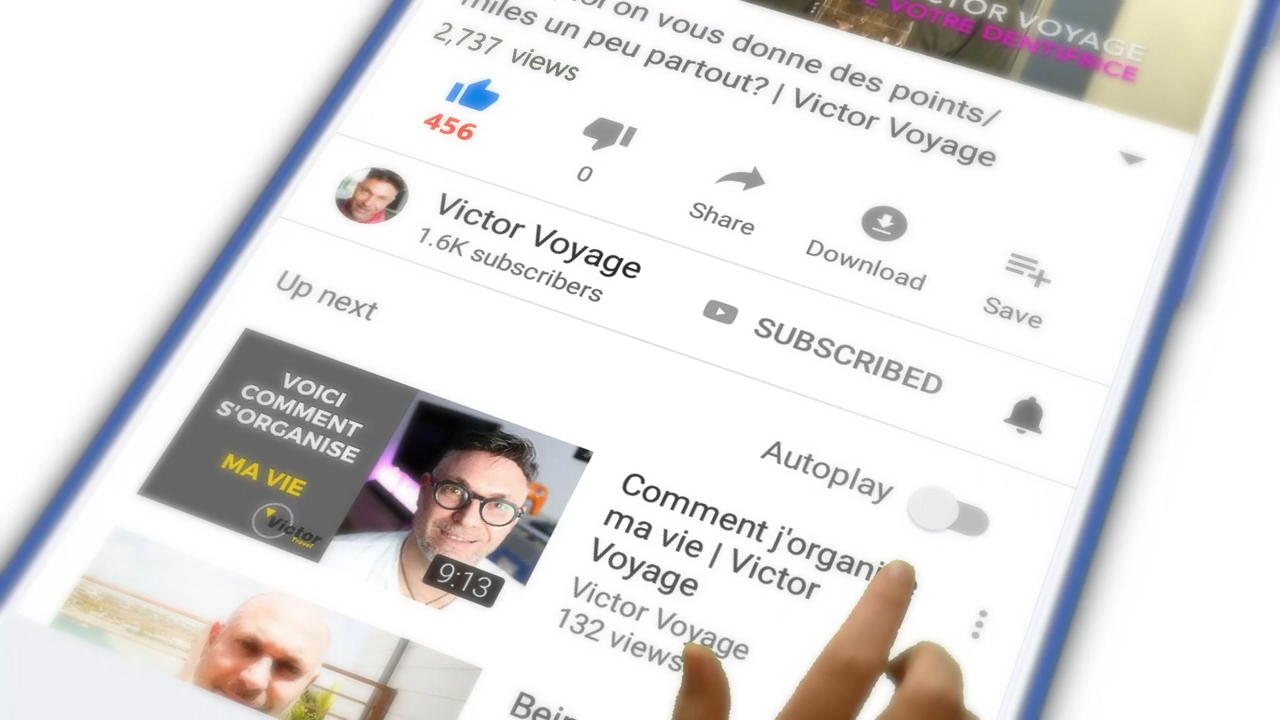 VOYAGE
VOTRE DENTIFRICE
on vous donne des points/
miles un peu partout? | Victor Voyage
2,737 views
456
0
Share
Download
Save
Victor Voyage
1.6K subscribers
SUBSCRIBED
Up next
Autoplay
VOICI
COMMENT
S'ORGANISE
MA VIE
Victor
Travel
9:13
Comment j'organi
ma vie | Victor
Voyage
Victor Voyage
132 views